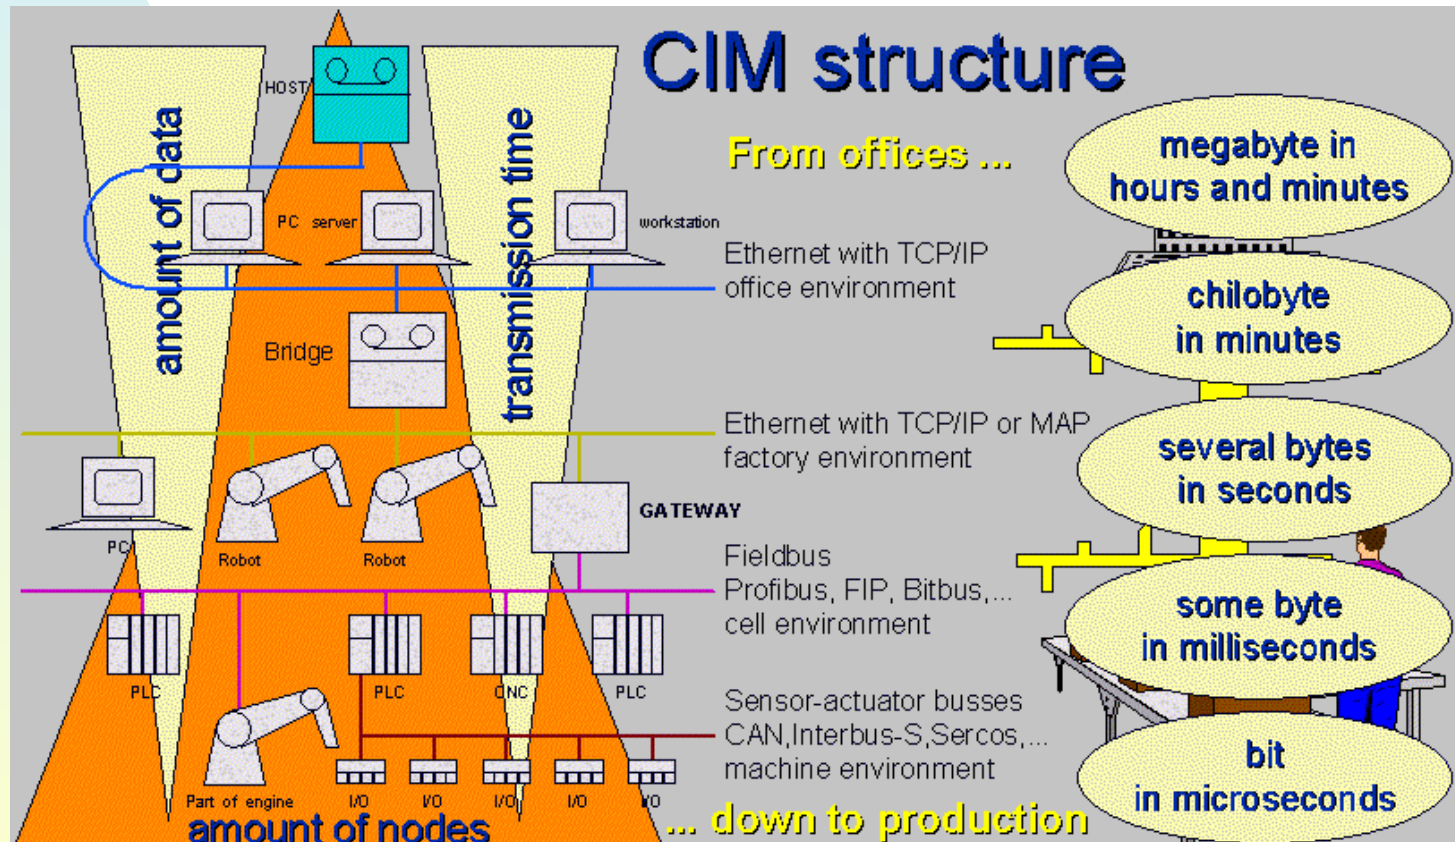 CIM structure
HOST
amount of data
transmission time
From offices ...
megabyte in
hours and minutes
PC server
workstation
Ethernet with TCP/IP
office environment
chilobyte
in minutes
Bridge
Ethernet with TCP/IP or MAP
factory environment
several bytes
in seconds
PC
Robot
Robot
GATEWAY
Fieldbus
Profibus, FIP, Bitbus,...
cell environment
some byte
in milliseconds
PLC
PLC
CNC
PLC
Sensor-actuator busses
CAN,Interbus-S,Sercos,...
machine environment
bit
in microseconds
Part of engine
I/O
I/O
I/O
I/O
I/O
amount of nodes
... down to production